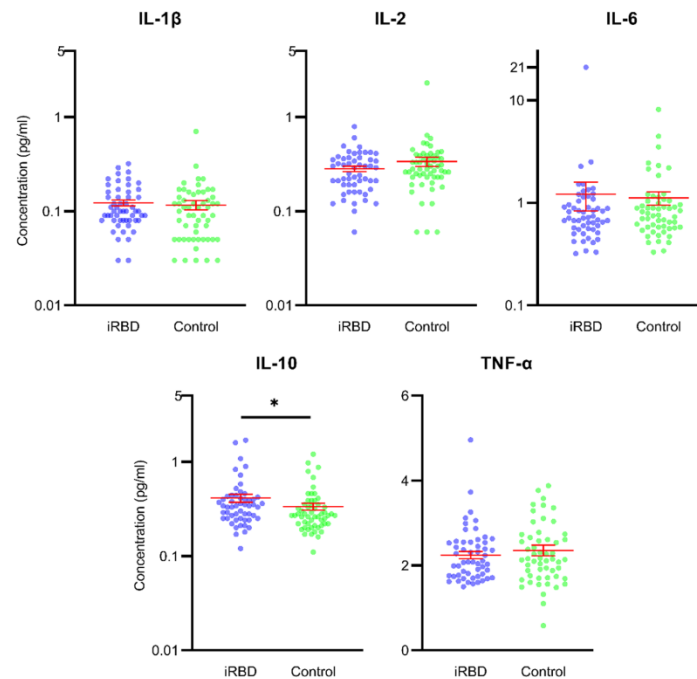 IL-1β IL-2 IL-6
Concentration (pg/ml)
5 5 21
10
1 1
1
0.1 0.1
0.01 0.01 0.1
iRBD Control iRBD Control iRBD Control
IL-10 TNF-α
Concentration (pg/ml)
5 6
*
1 4
0.1 2
0.01 0
iRBD Control iRBD Control